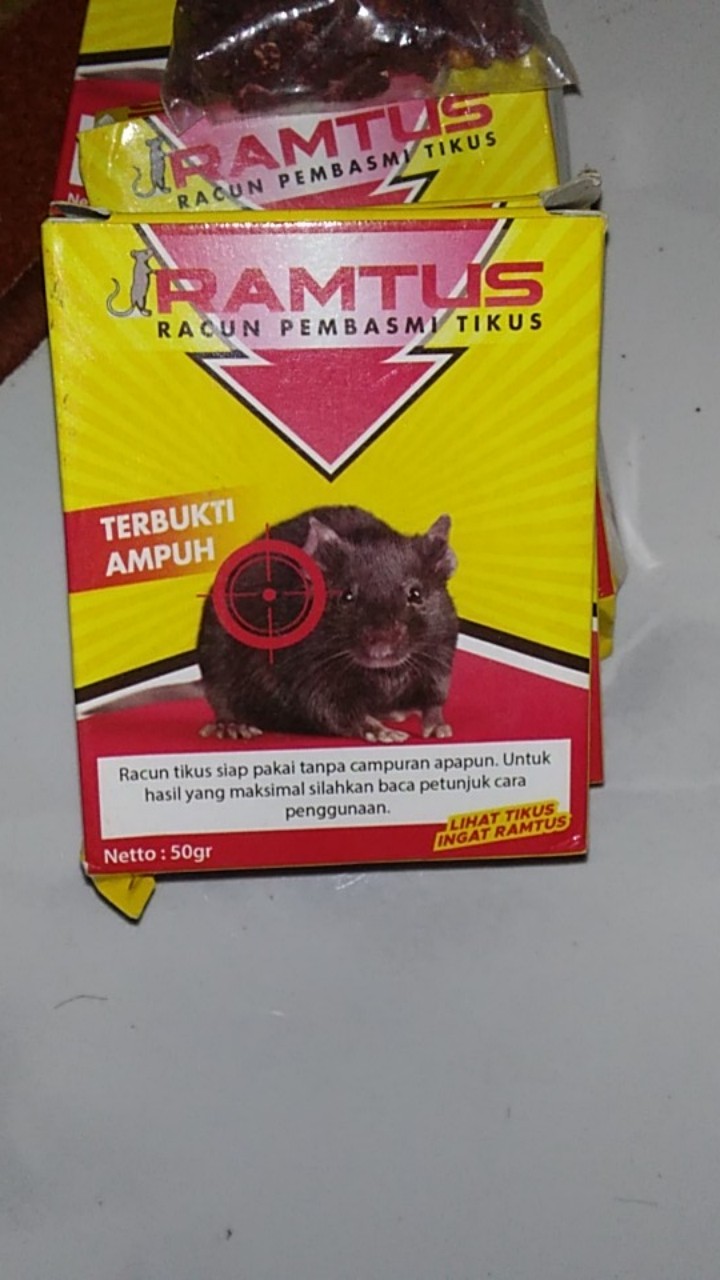 RAMTUS
RACUN PEMBASMI TIKUS
Ne
RAMTUS
RACUN PEMBASMI TIKUS
TERBUKTI
AMPUH
Racun tikus siap pakai tanpa campuran apapun. Untuk
hasil yang maksimal silahkan baca petunjuk cara
penggunaan.
LIHAT TIKUS
INGAT RAMTUS
Netto : 50gr